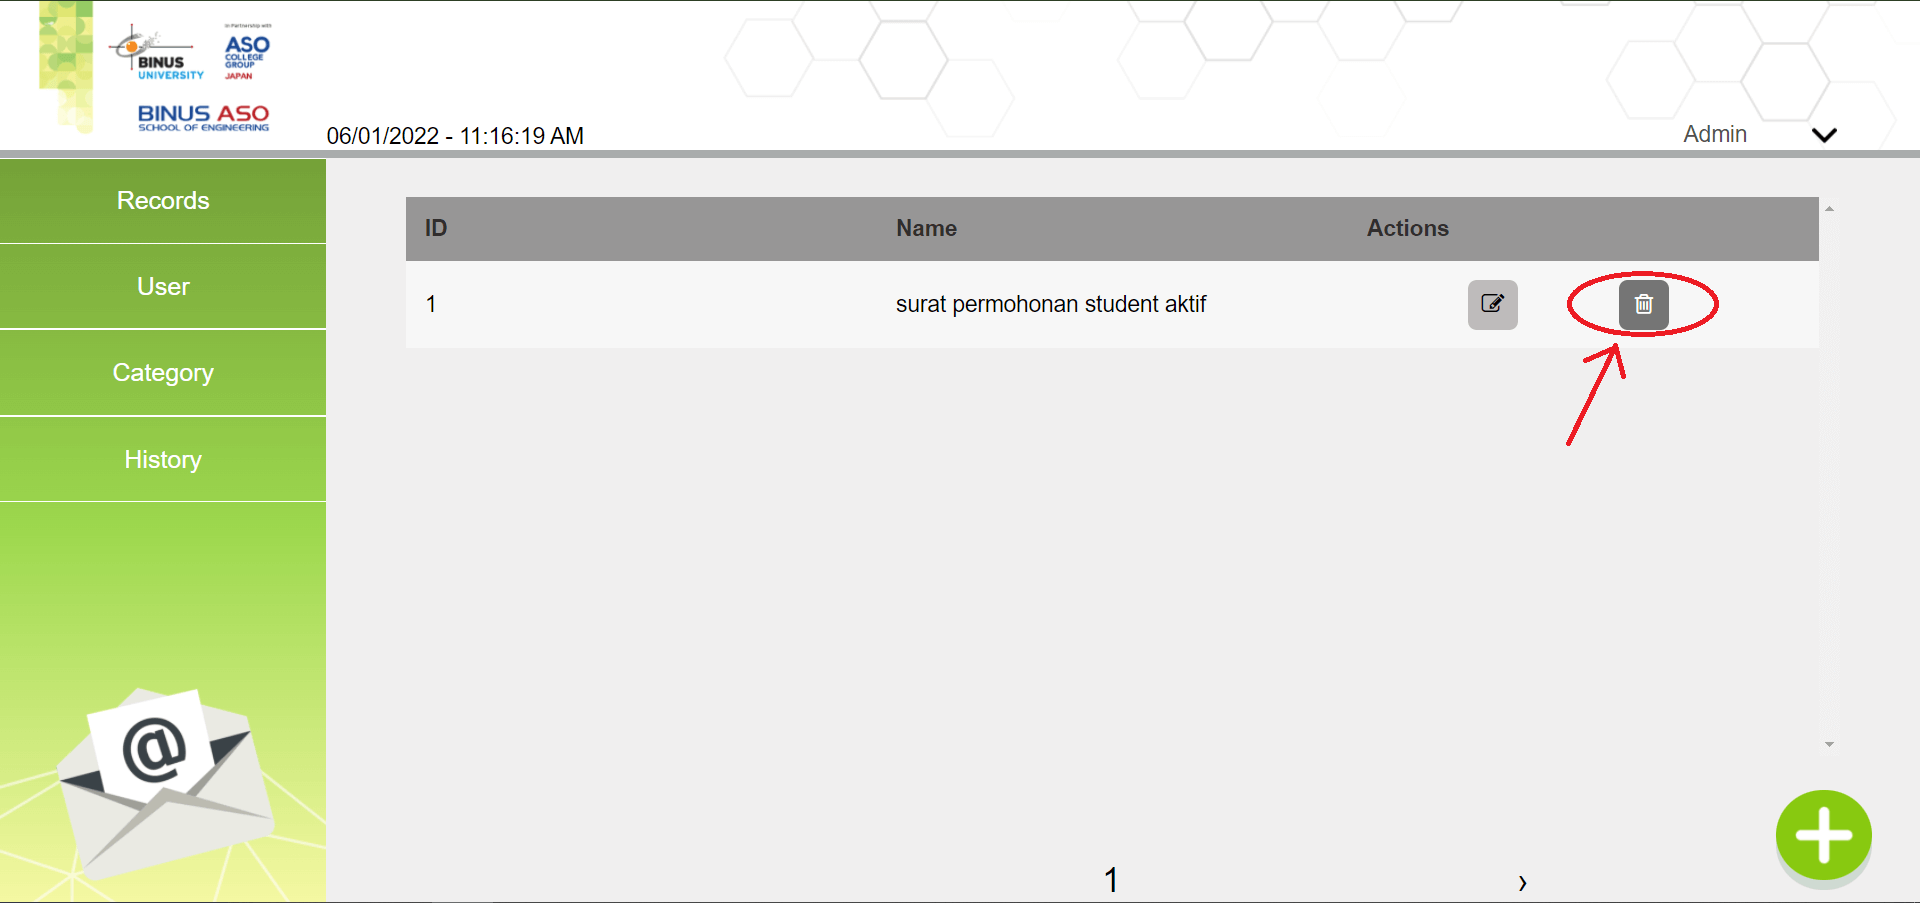 In Partnership with
BINUS
UNIVERSITY
ASO
COLLEGE
GROUP
JAPAN
BINUS ASO
SCHOOL OF ENGINEERING
06/01/2022 - 11:16:19 AM
Admin
Records
User
Category
History
ID Name Actions
1 surat permohonan student aktif
@
1 ›